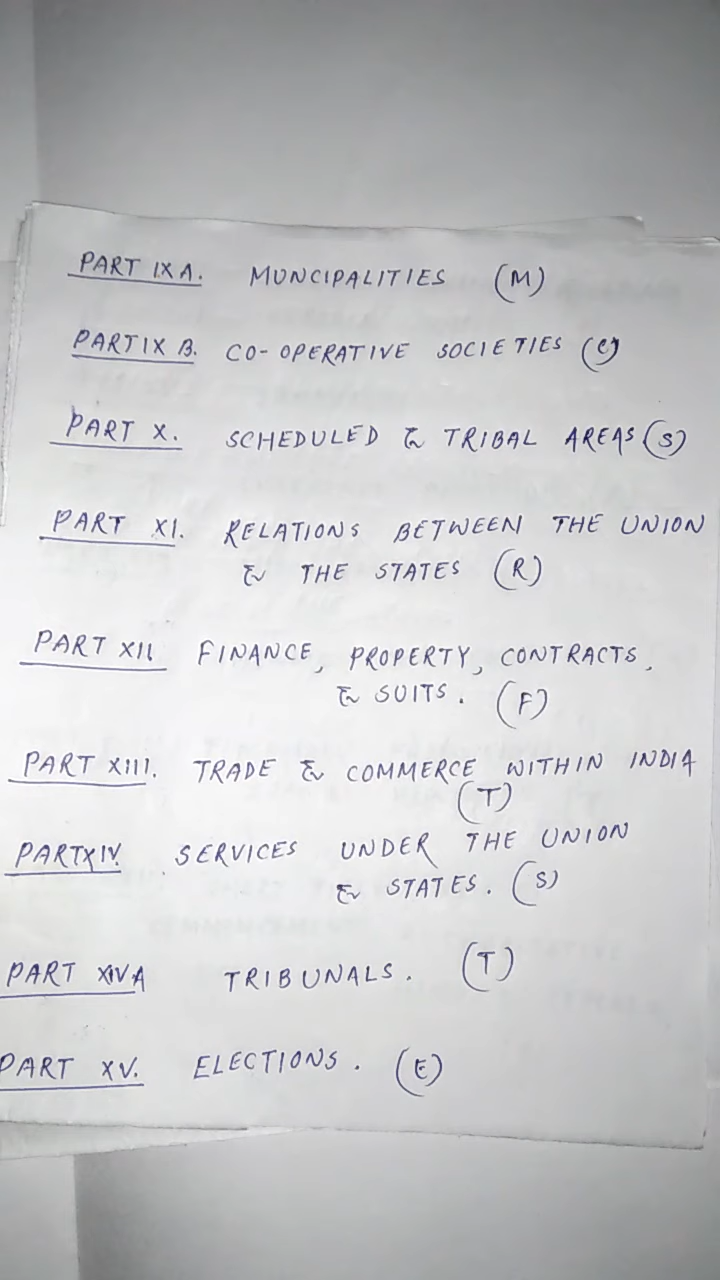 PART IX A. MUNCIPALITIES (M)
PART IX B. CO-OPERATIVE SOCIETIES (C)
PART X. SCHEDULED & TRIBAL AREAS (S)
PART XI. RELATIONS BETWEEN THE UNION
& THE STATES (R)
PART XII FINANCE, PROPERTY, CONTRACTS,
& SUITS. (F)
PART XIII. TRADE & COMMERCE WITHIN INDIA
(T)
PART XIV. SERVICES UNDER THE UNION
& STATES. (S)
PART XIV A TRIBUNALS. (T)
PART XV. ELECTIONS. (E)